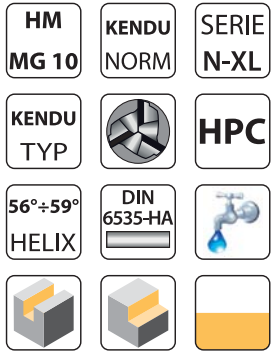 HM
MG 10
KENDU
NORM
SERIE
N-XL
KENDU
TYP
HPC
56°÷59°
HELIX
DIN
6535-HA